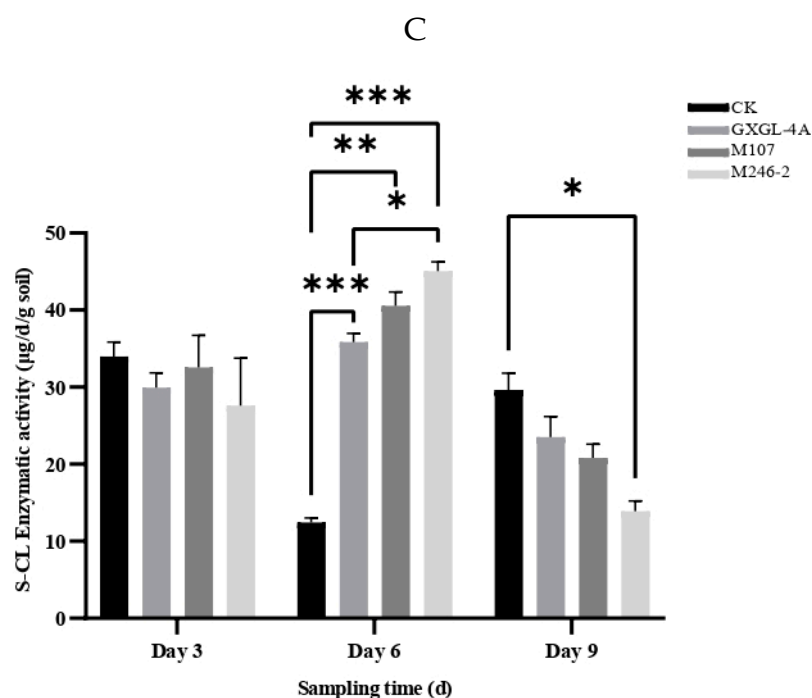 C
CK
GXGL-4A
M107
M246-2
***
**
*
***
*
50
40
30
20
10
0
S-CL Enzymatic activity (μg/d/g soil)
Day 3
Day 6
Day 9
Sampling time (d)